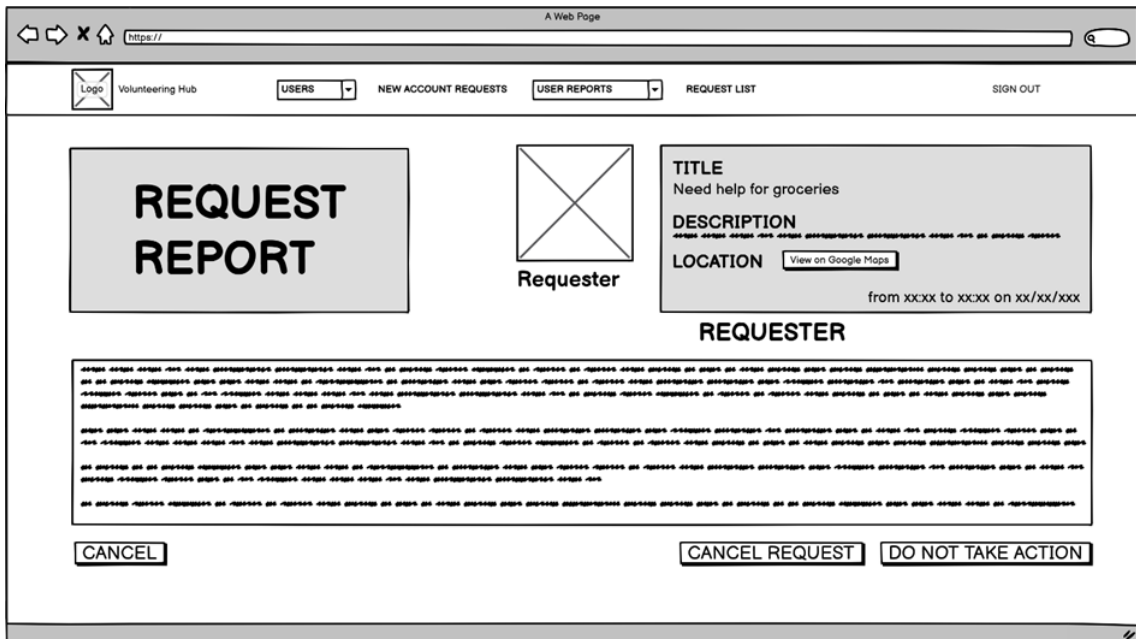 A Web Page
https://
Logo Volunteering Hub USERS NEW ACCOUNT REQUESTS USER REPORTS REQUEST LIST SIGN OUT
REQUEST
REPORT
Requester
TITLE
Need help for groceries
DESCRIPTION
LOCATION View on Google Maps
from xx:xx to xx:xx on xx/xx/xxx
REQUESTER
CANCEL CANCEL REQUEST DO NOT TAKE ACTION